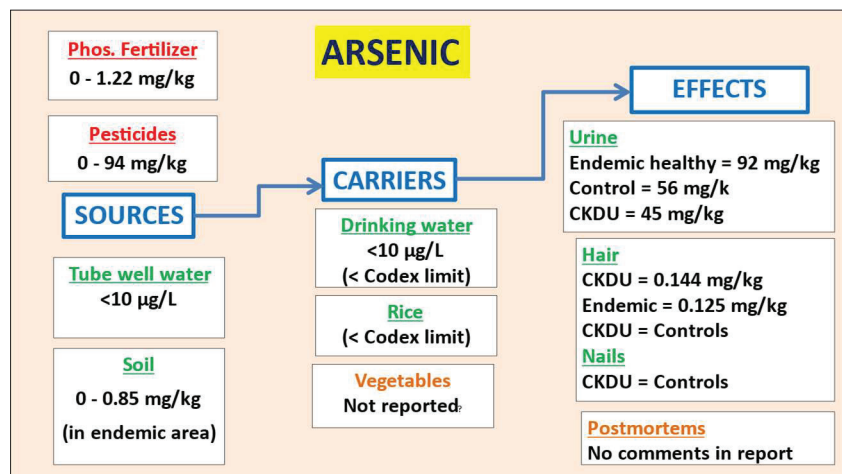 ARSENIC
Phos. Fertilizer
0 - 1.22 mg/kg
Pesticides
0 - 94 mg/kg
SOURCES
Tube well water
<10 µg/L
Soil
0 - 0.85 mg/kg
(in endemic area)
CARRIERS
Drinking water
<10 µg/L
(< Codex limit)
Rice
(< Codex limit)
Vegetables
Not reported?
EFFECTS
Urine
Endemic healthy = 92 mg/kg
Control = 56 mg/k
CKDU = 45 mg/kg
Hair
CKDU = 0.144 mg/kg
Endemic = 0.125 mg/kg
CKDU = Controls
Nails
CKDU = Controls
Postmortems
No comments in report